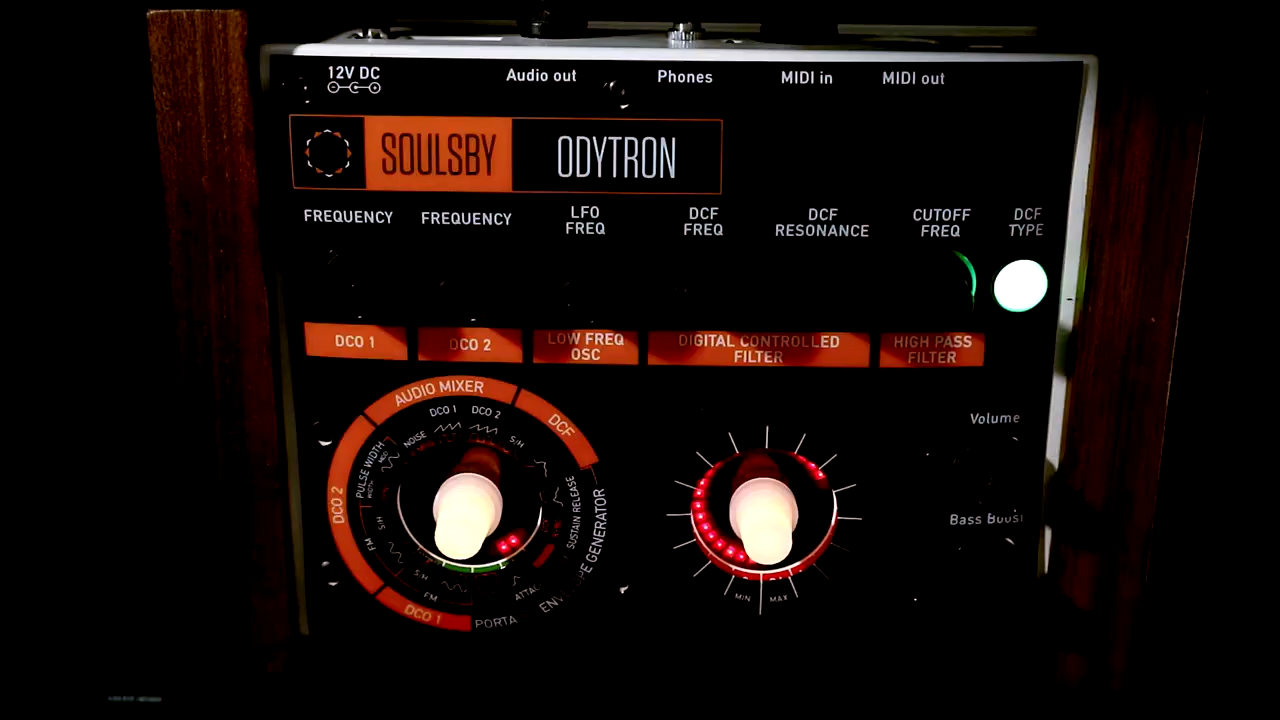 12V DC
Audio out
Phones
MIDI in
MIDI out
SOULSBY
ODYTRON
FREQUENCY
FREQUENCY
LFO
FREQ
DCF
FREQ
DCF
RESONANCE
CUTOFF
FREQ
DCF
TYPE
DCO 1
DCO 2
LOW FREQ
OSC
DIGITAL CONTROLLED
FILTER
HIGH PASS
FILTER
AUDIO MIXER
DCF
DCO 1
DCO 2
NOISE
S/H
PULSE WIDTH
WIDTH
MOD
DCO 2
S/H
FM
S/H
FM
DCO 1
PORTA
SUSTAIN
RELEASE
Volume
Bass Boost
MIN
MAX